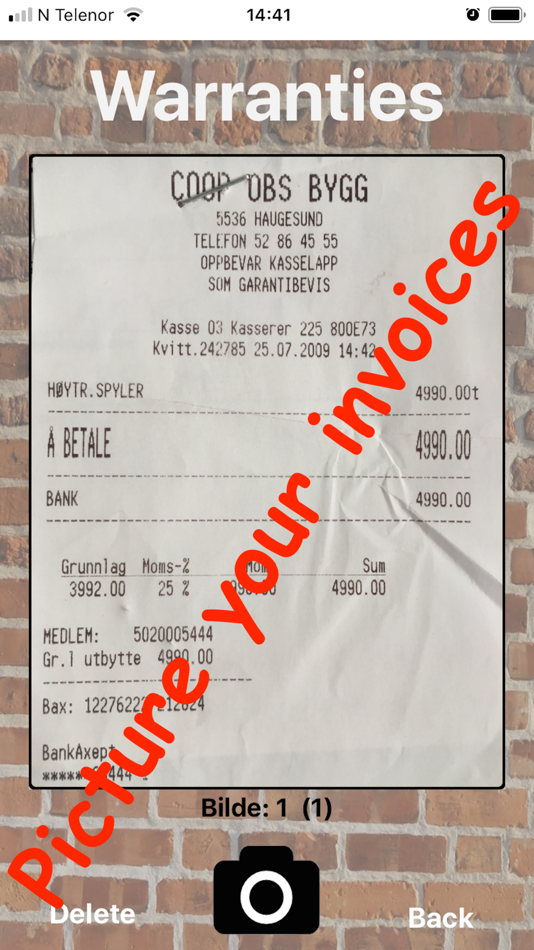 N Telenor 14:41
Warranties
COOP OBS BYGG
5536 HAUGESUND
TELEFON 52 86 45 55
OPPBEVAR KASSELAPP
SOM GARANTIBEVIS
Kasse 03 Kasserer 225 800E73
Kvitt.242785 25.07.2009 14:42
HØYTR.SPYLER 4990.00t
Å BETALE 4990.00
BANK 4990.00
Grunnlag Moms-% Sum
3992.00 25 % 4990.00
MEDLEM: 5020005444
Gr.l utbytte 4990.00
Bax:
BankAxept
Picture your invoices
Bilde: 1 (1)
Delete
Back